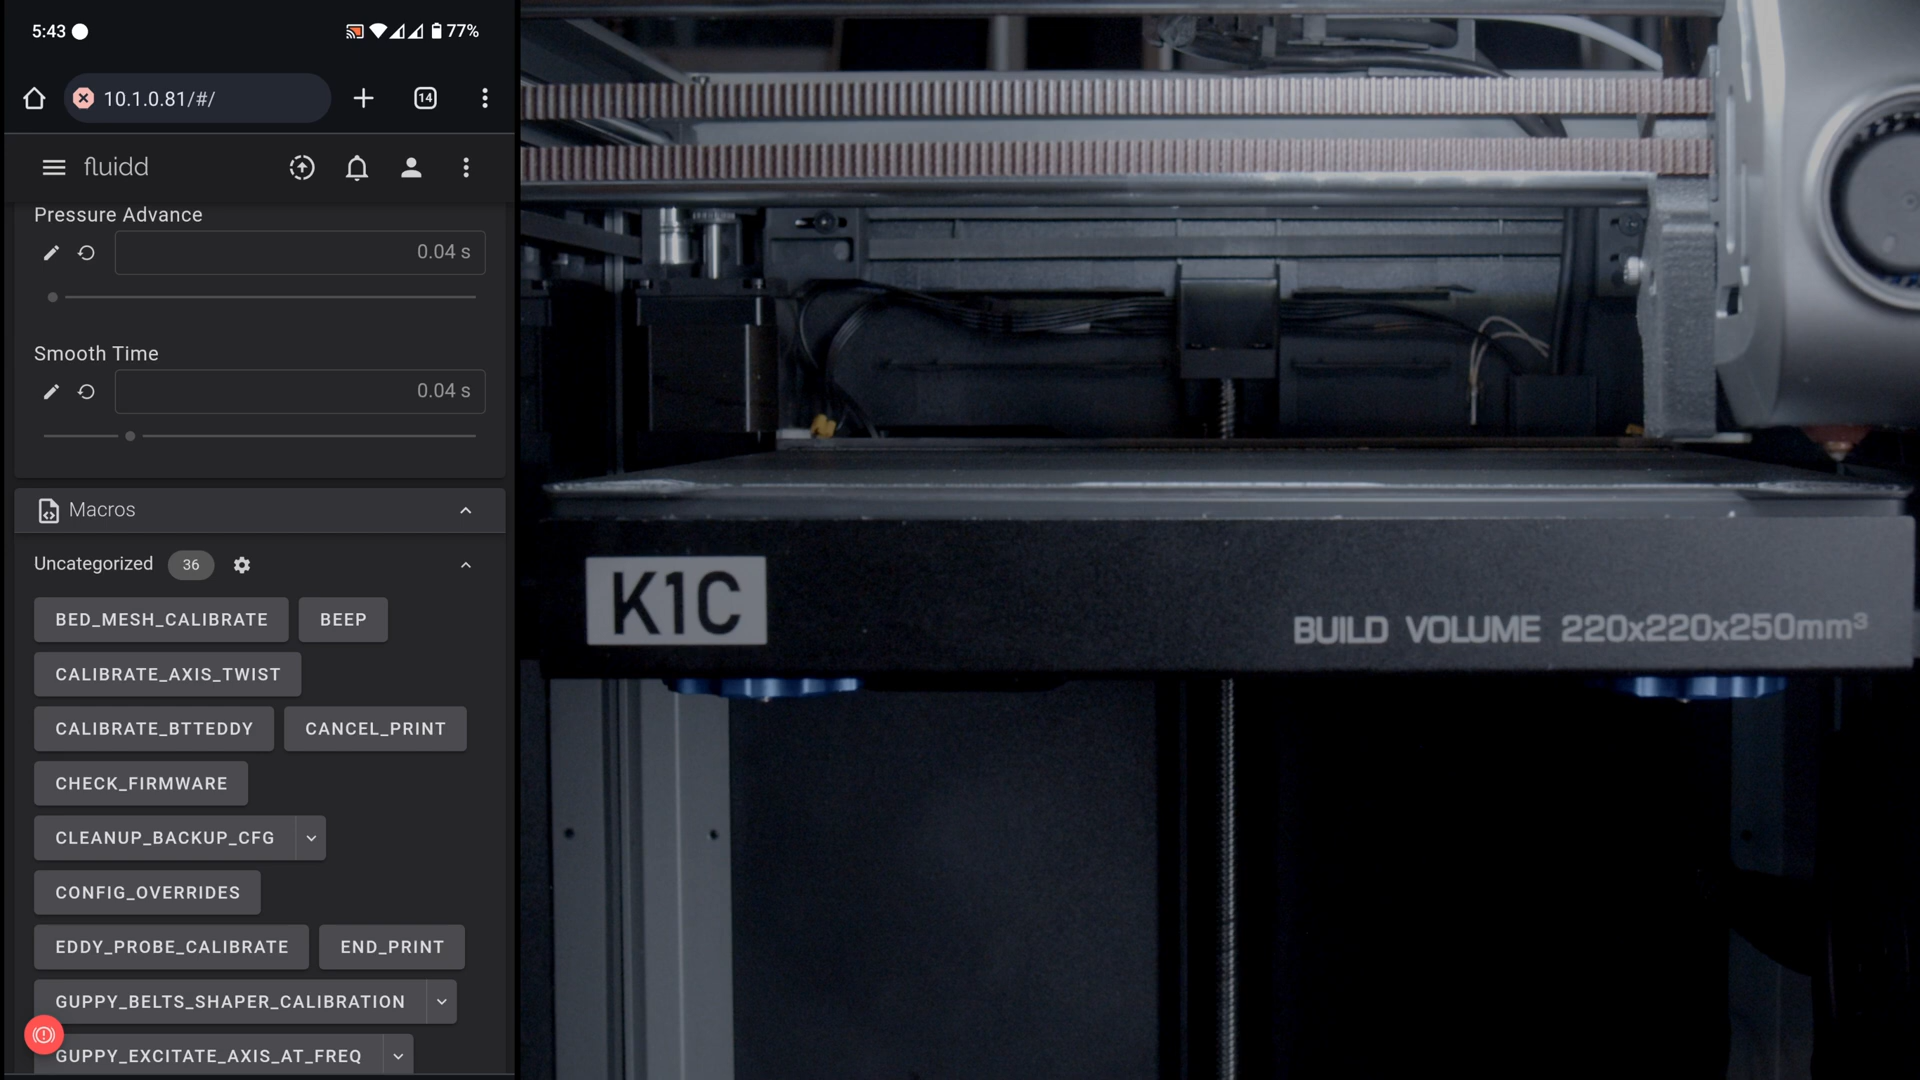 5:43
77%
10.1.0.81/#/
14
fluidd
Pressure Advance
0.04 s
Smooth Time
0.04 s
Macros
Uncategorized 36
BED_MESH_CALIBRATE BEEP
CALIBRATE_AXIS_TWIST
CALIBRATE_BTTEDDY CANCEL_PRINT
CHECK_FIRMWARE
CLEANUP_BACKUP_CFG
CONFIG_OVERRIDES
EDDY_PROBE_CALIBRATE END_PRINT
GUPPY_BELTS_SHAPER_CALIBRATION
GUPPY_EXCITATE_AXIS_AT_FREQ
K1C
BUILD VOLUME 220x220x250mm³